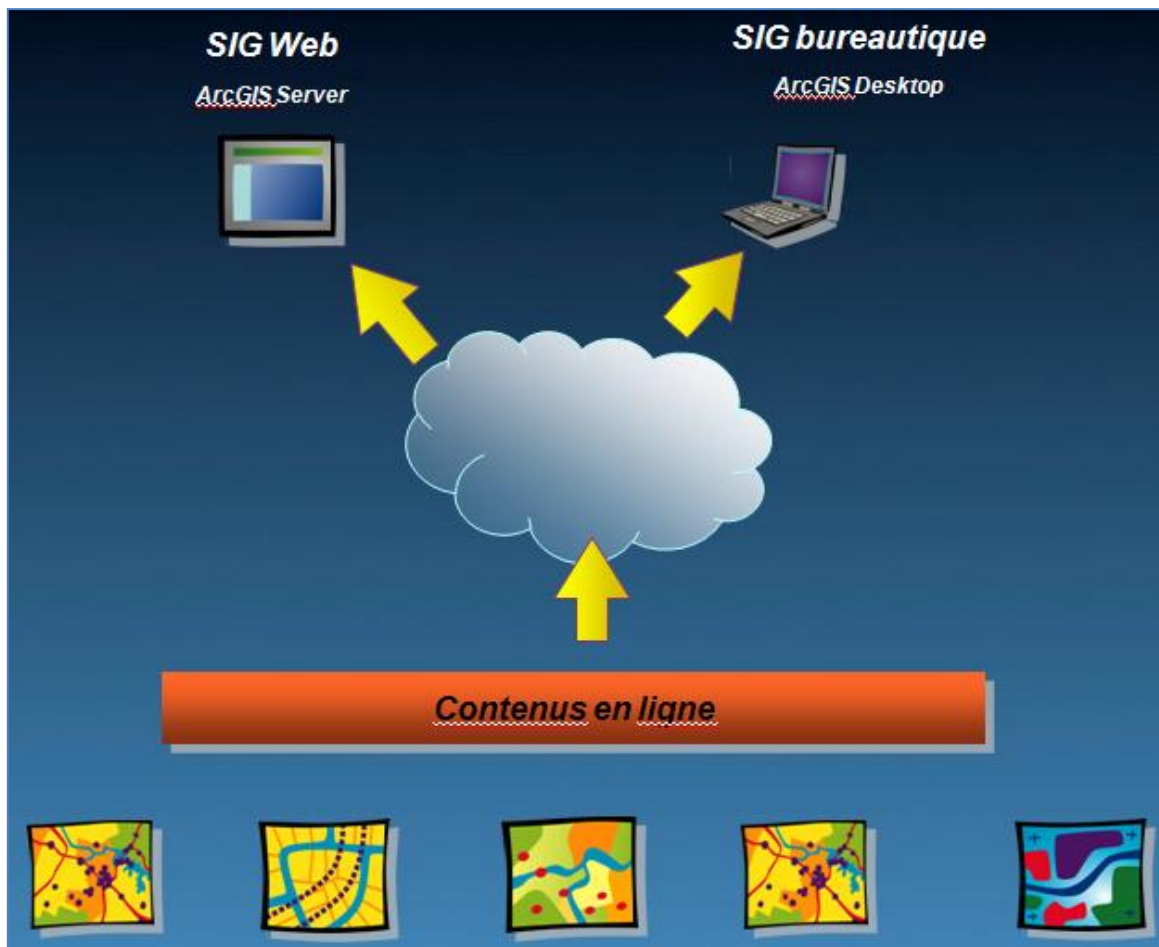 SIG Web
SIG bureautique
ArcGIS Server
ArcGIS Desktop
Contenus en ligne